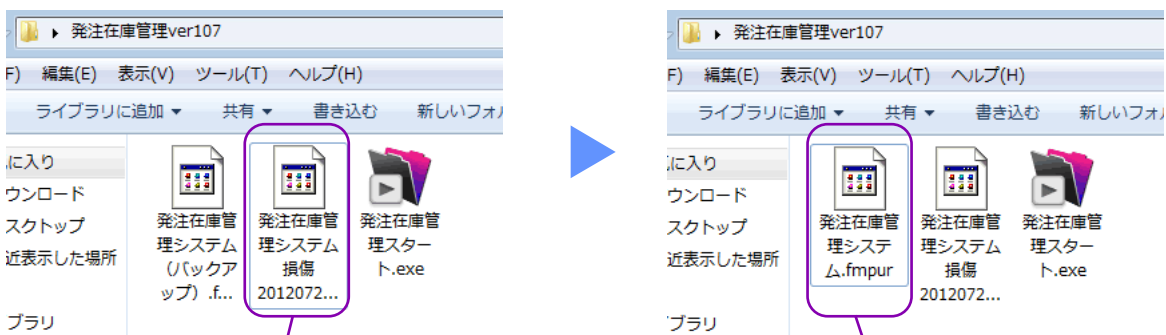 発注在庫管理ver107
F) 編集(E) 表示(V) ツール(T) ヘルプ(H)
ライブラリに追加 共有 書き込む 新しいフォル
に入り
ウンロード
スクトップ
近表示した場所
ブラリ
発注在庫管
理システム
(バックア
ップ) .f...
発注在庫管
理システム
損傷
2012072...
発注在庫管
理スター
ト.exe
発注在庫管理ver107
F) 編集(E) 表示(V) ツール(T) ヘルプ(H)
ライブラリに追加 共有 書き込む 新しいフォル
に入り
ウンロード
スクトップ
近表示した場所
ブラリ
発注在庫管
理システ
ム.fmpur
発注在庫管
理システム
損傷
2012072...
発注在庫管
理スター
ト.exe